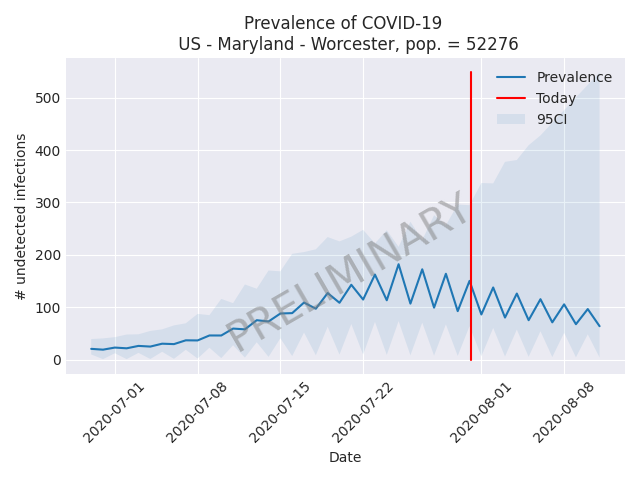 Prevalence of COVID-19
US - Maryland - Worcester, pop. = 52276
Prevalence
Today
95CI
PRELIMINARY
# undetected infections
500
400
300
200
100
0
2020-07-01
2020-07-08
2020-07-15
2020-07-22
2020-08-01
2020-08-08
Date